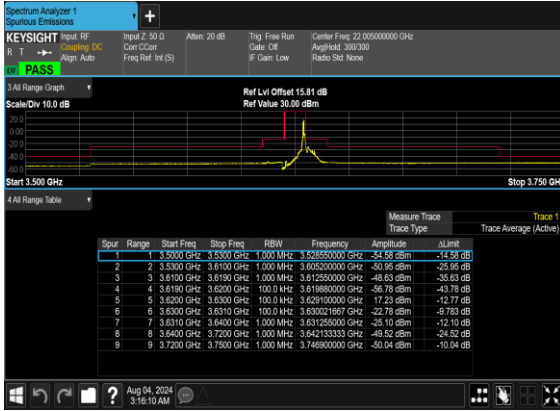 Spectrum Analyzer 1
Spurious Emissions
+
KEYSIGHT Input: RF Input Z: 50 Ω Atten: 20 dB Trig: Free Run Center Freq: 22.005000000 GHz
R T Coupling: DC Corr CCorr Gate: Off Avg|Hold: 300/300
Align: Auto Freq Ref: Int (S) IF Gain: Low Radio Std: None
PASS
3 All Range Graph
Ref Lvl Offset 15.81 dB
Scale/Div 10.0 dB Ref Value 30.00 dBm
20.0
0.00
-20.0
-40.0
-60.0
Start 3.500 GHz Stop 3.750 GH
4 All Range Table
Measure Trace Trace 1
Trace Type Trace Average (Active)
Spur Range Start Freq Stop Freq RBW Frequency Amplitude ΔLimit
1 1 3.5000 GHz 3.5300 GHz 1.000 MHz 3.528550000 GHz -54.58 dBm -14.58 dB
2 2 3.5300 GHz 3.6100 GHz 1.000 MHz 3.605200000 GHz -50.95 dBm -25.95 dB
3 3 3.6100 GHz 3.6190 GHz 1.000 MHz 3.612550000 GHz -48.63 dBm -35.63 dB
4 4 3.6190 GHz 3.6200 GHz 100.0 kHz 3.619880000 GHz -56.78 dBm -43.78 dB
5 5 3.6200 GHz 3.6300 GHz 100.0 kHz 3.629100000 GHz 17.23 dBm -12.77 dB
6 6 3.6300 GHz 3.6310 GHz 100.0 kHz 3.630021667 GHz -22.78 dBm -9.783 dB
7 7 3.6310 GHz 3.6400 GHz 1.000 MHz 3.631255000 GHz -25.10 dBm -12.10 dB
8 8 3.6400 GHz 3.7200 GHz 1.000 MHz 3.642133333 GHz -49.52 dBm -24.52 dB
9 9 3.7200 GHz 3.7500 GHz 1.000 MHz 3.746900000 GHz -50.04 dBm -10.04 dB
? Aug 04, 2024
3:16:10 AM